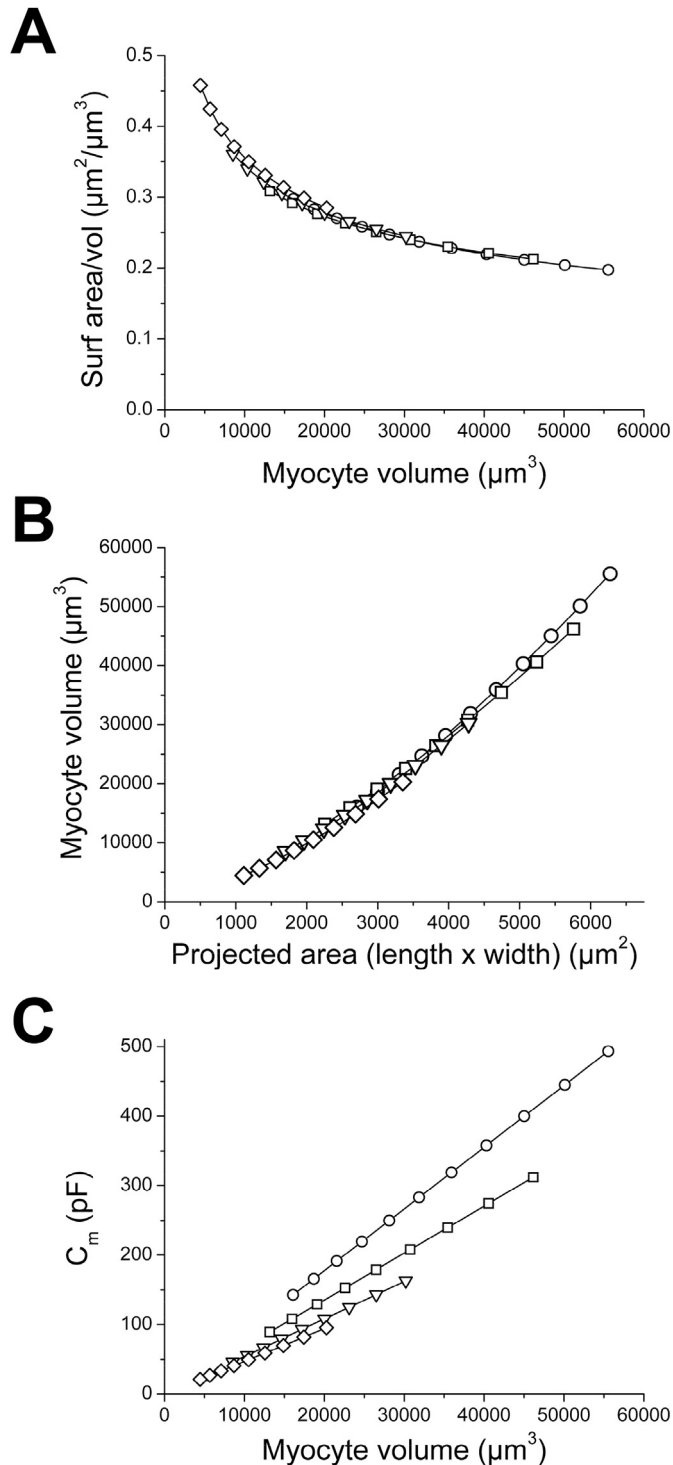 A
0.5
0.4
0.3
0.2
0.1
0.0
Surf area/vol (µm²/µm³)
0 10000 20000 30000 40000 50000 60000
Myocyte volume (µm³)
B
60000
50000
40000
30000
20000
10000
0
Myocyte volume (µm³)
0 1000 2000 3000 4000 5000 6000
Projected area (length x width) (µm²)
C
500
400
300
200
100
0
Cₘ (pF)
0 10000 20000 30000 40000 50000 60000
Myocyte volume (µm³)